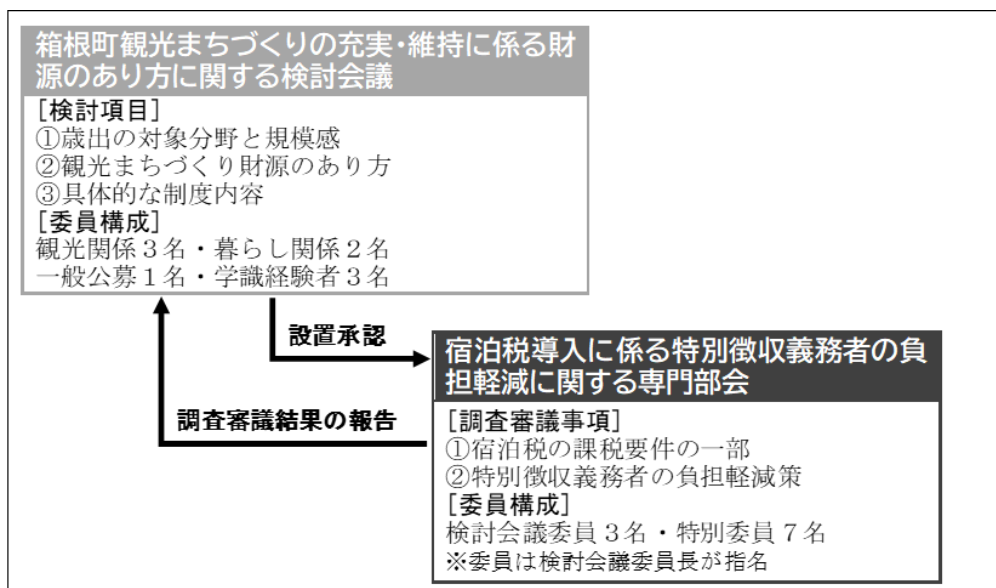 箱根町観光まちづくりの充実・維持に係る財
源のあり方に関する検討会議
［検討項目］
①歳出の対象分野と規模感
②観光まちづくり財源のあり方
③具体的な制度内容
［委員構成］
観光関係３名・暮らし関係２名
一般公募１名・学識経験者３名
設置承認
調査審議結果の報告
宿泊税導入に係る特別徴収義務者の負
担軽減に関する専門部会
［調査審議事項］
①宿泊税の課税要件の一部
②特別徴収義務者の負担軽減策
［委員構成］
検討会議委員３名・特別委員７名
※委員は検討会議委員長が指名